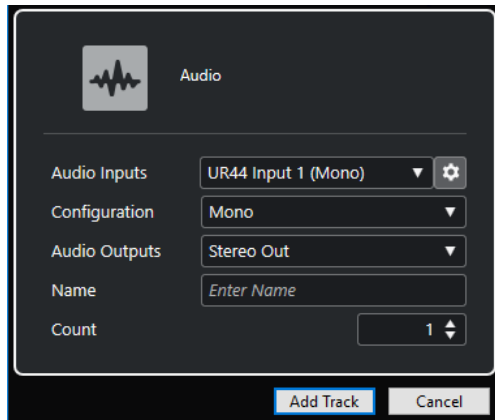 Audio
Audio Inputs UR44 Input 1 (Mono)
Configuration Mono
Audio Outputs Stereo Out
Name Enter Name
Count 1
Add Track Cancel